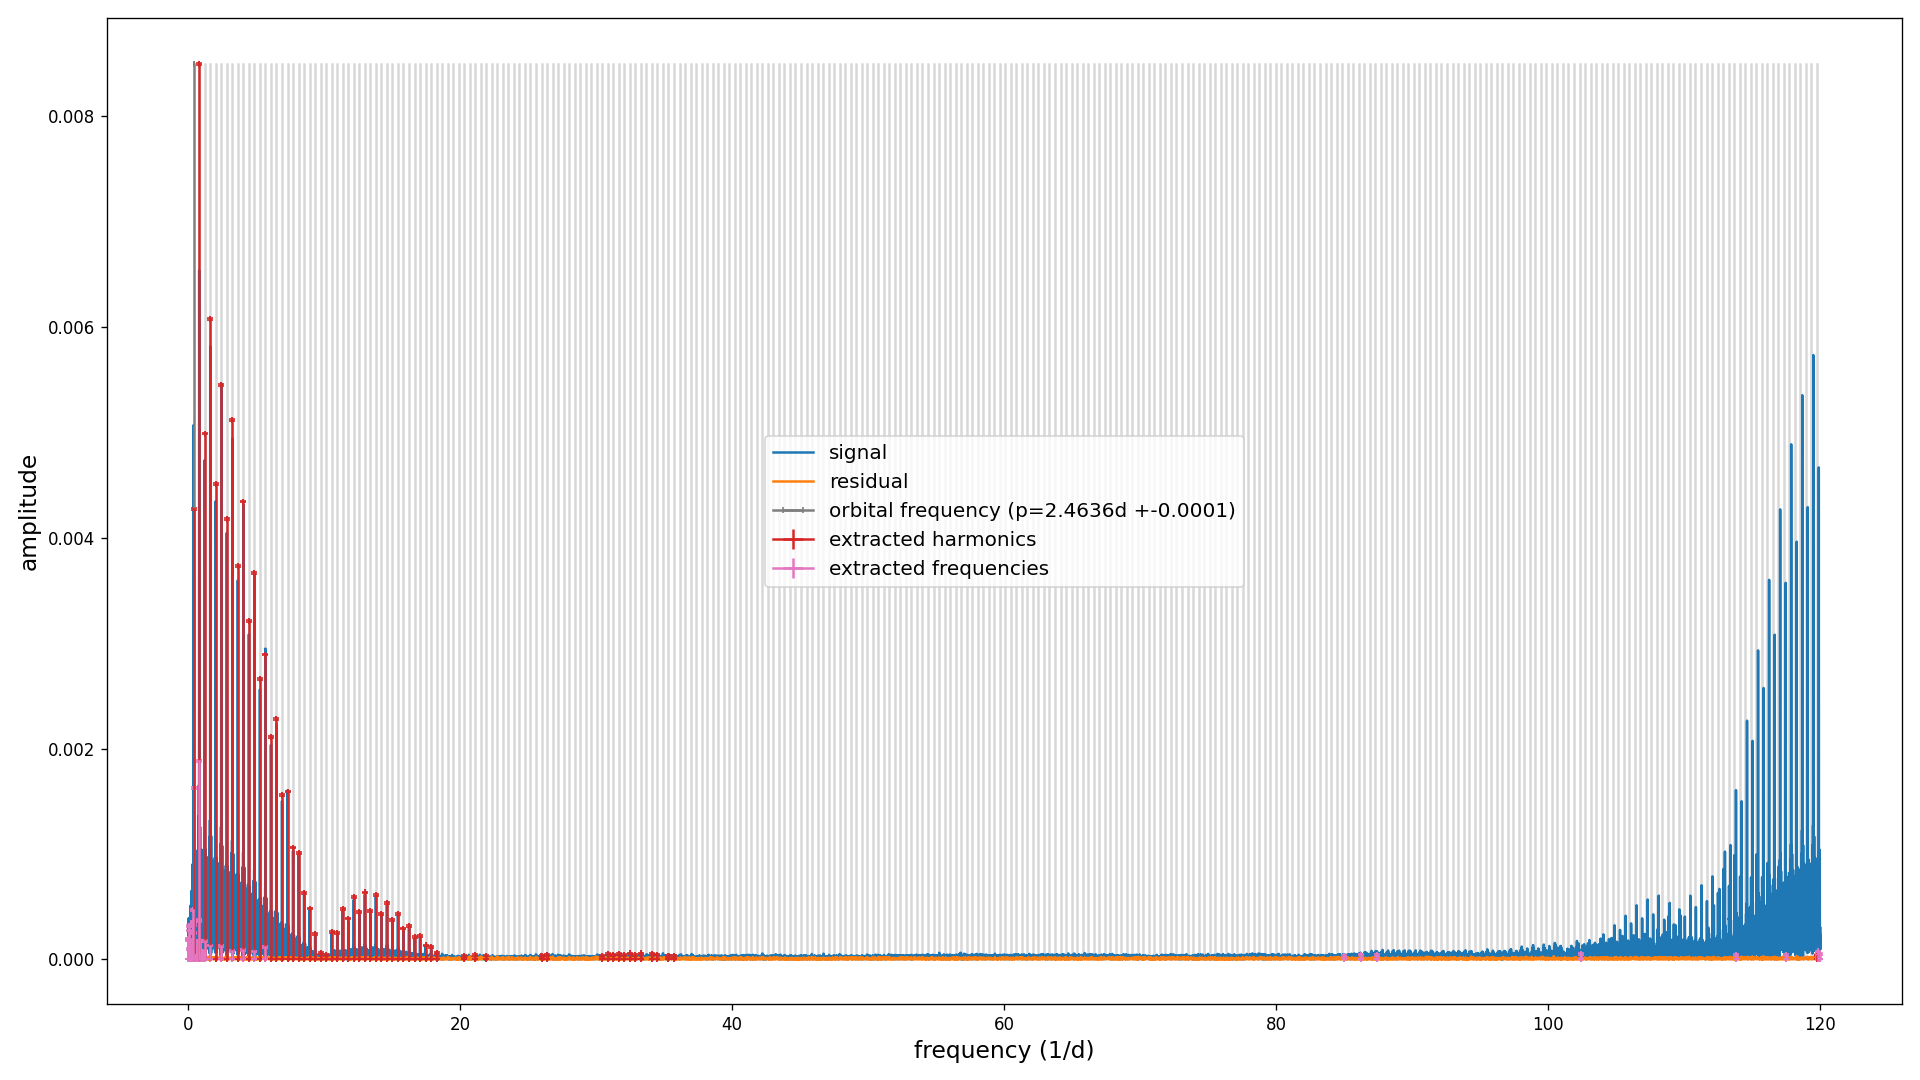 0.008
0.006
0.004
0.002
0.000
amplitude
signal
residual
orbital frequency (p=2.4636d +-0.0001)
extracted harmonics
extracted frequencies
0 20 40 60 80 100 120
frequency (1/d)